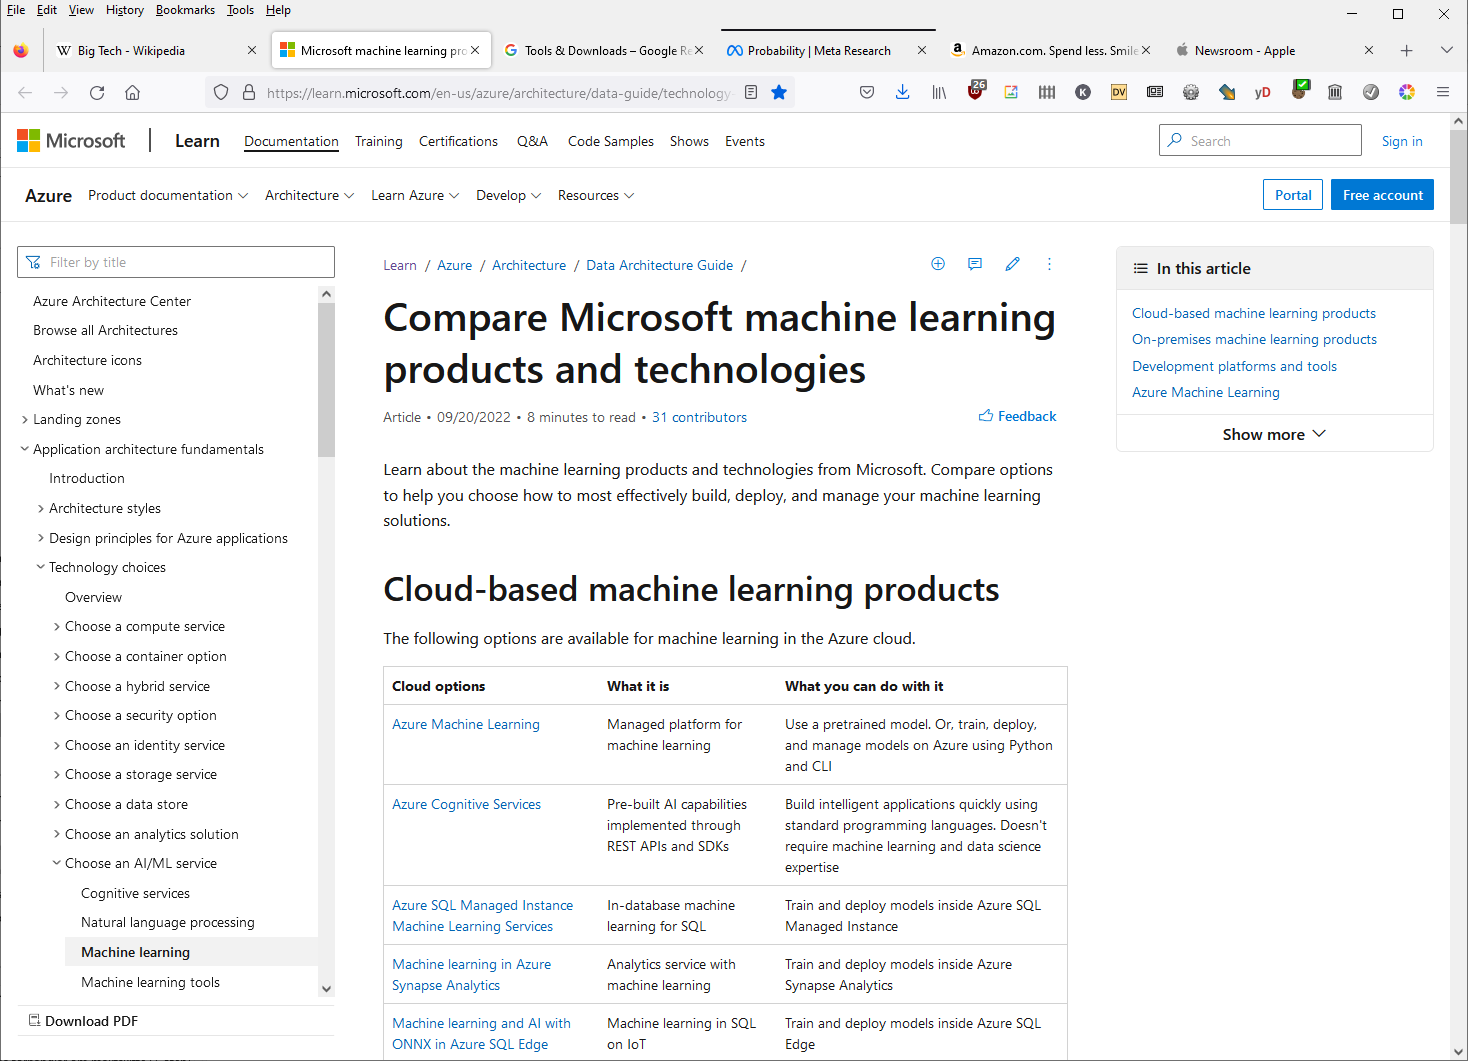 File Edit View History Bookmarks Tools Help
Big Tech - Wikipedia
Microsoft machine learning pro
Tools & Downloads – Google Re
Probability | Meta Research
Amazon.com. Spend less. Smile
Newsroom - Apple
https://learn.microsoft.com/en-us/azure/architecture/data-guide/technology-
26
K
DV
yD
Microsoft
Learn Documentation Training Certifications Q&A Code Samples Shows Events
Search
Sign in
Azure Product documentation Architecture Learn Azure Develop Resources
Portal
Free account
Filter by title
Azure Architecture Center
Browse all Architectures
Architecture icons
What's new
Landing zones
Application architecture fundamentals
Introduction
Architecture styles
Design principles for Azure applications
Technology choices
Overview
Choose a compute service
Choose a container option
Choose a hybrid service
Choose a security option
Choose an identity service
Choose a storage service
Choose a data store
Choose an analytics solution
Choose an AI/ML service
Cognitive services
Natural language processing
Machine learning
Machine learning tools
Download PDF
Learn / Azure / Architecture / Data Architecture Guide /
Compare Microsoft machine learning
products and technologies
Article • 09/20/2022 • 8 minutes to read • 31 contributors
Feedback
Learn about the machine learning products and technologies from Microsoft. Compare options
to help you choose how to most effectively build, deploy, and manage your machine learning
solutions.
Cloud-based machine learning products
The following options are available for machine learning in the Azure cloud.
Cloud options What it is What you can do with it
Azure Machine Learning
Managed platform for
machine learning
Use a pretrained model. Or, train, deploy,
and manage models on Azure using Python
and CLI
Azure Cognitive Services
Pre-built AI capabilities
implemented through
REST APIs and SDKs
Build intelligent applications quickly using
standard programming languages. Doesn't
require machine learning and data science
expertise
Azure SQL Managed Instance
Machine Learning Services
In-database machine
learning for SQL
Train and deploy models inside Azure SQL
Managed Instance
Machine learning in Azure
Synapse Analytics
Analytics service with
machine learning
Train and deploy models inside Azure
Synapse Analytics
Machine learning and AI with
ONNX in Azure SQL Edge
Machine learning in SQL
on IoT
Train and deploy models inside Azure SQL
Edge
In this article
Cloud-based machine learning products
On-premises machine learning products
Development platforms and tools
Azure Machine Learning
Show more